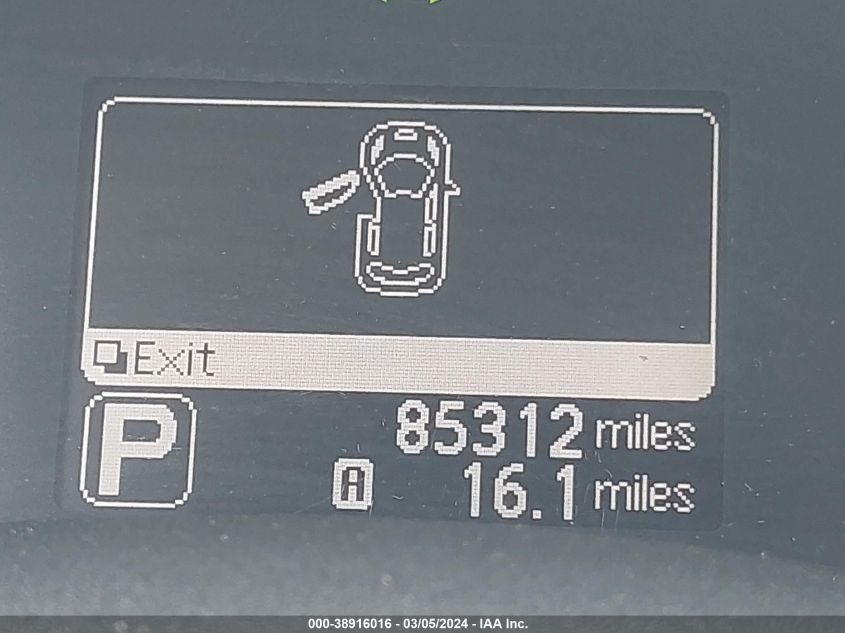 Exit
P
85312 miles
A 16.1 miles
000-38916016 - 03/05/2024 - IAA Inc.